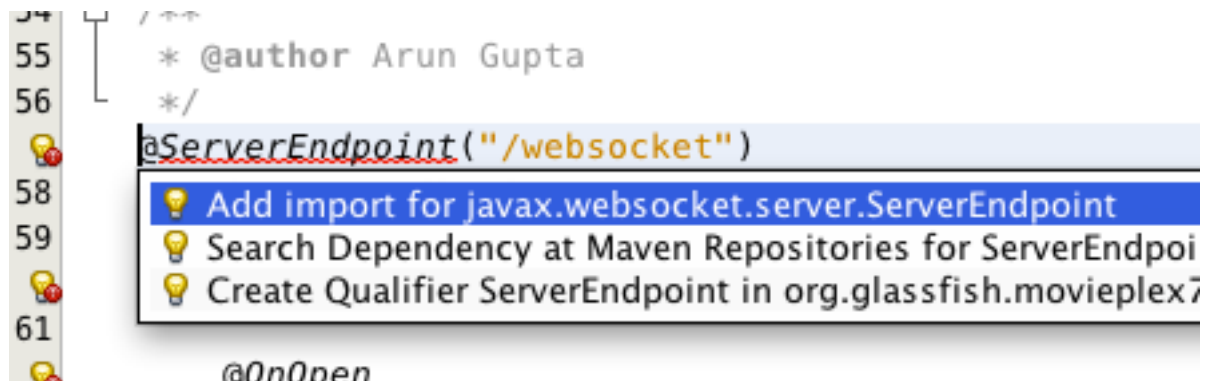 54 /**
55 * @author Arun Gupta
56 */
@ServerEndpoint("/websocket")
58 Add import for javax.websocket.server.ServerEndpoint
59 Search Dependency at Maven Repositories for ServerEndpoi
Create Qualifier ServerEndpoint in org.glassfish.movieplex7
61
@OnOpen